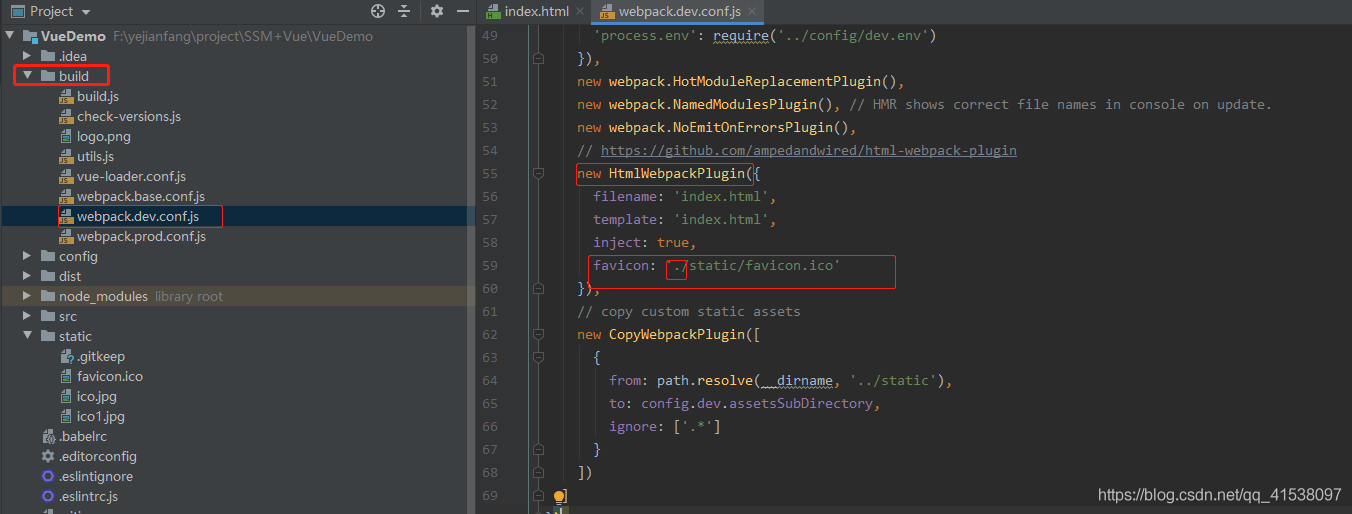 Project
VueDemo F:\yejianfang\project\SSM+Vue\VueDemo
.idea
build
build.js
check-versions.js
logo.png
utils.js
vue-loader.conf.js
webpack.base.conf.js
webpack.dev.conf.js
webpack.prod.conf.js
config
dist
node_modules library root
src
static
.gitkeep
favicon.ico
ico.jpg
ico1.jpg
.babelrc
.editorconfig
.eslintignore
.eslintrc.js
index.html
webpack.dev.conf.js
49 'process.env': require('../config/dev.env')
50 }),
51 new webpack.HotModuleReplacementPlugin(),
52 new webpack.NamedModulesPlugin(), // HMR shows correct file names in console on update.
53 new webpack.NoEmitOnErrorsPlugin(),
54 // https://github.com/ampedandwired/html-webpack-plugin
55 new HtmlWebpackPlugin({
56 filename: 'index.html',
57 template: 'index.html',
58 inject: true,
59 favicon: './static/favicon.ico'
60 }),
61 // copy custom static assets
62 new CopyWebpackPlugin([
63 {
64 from: path.resolve(__dirname, '../static'),
65 to: config.dev.assetsSubDirectory,
66 ignore: ['.*']
67 }
68 ])
69 ]
https://blog.csdn.net/qq_41538097